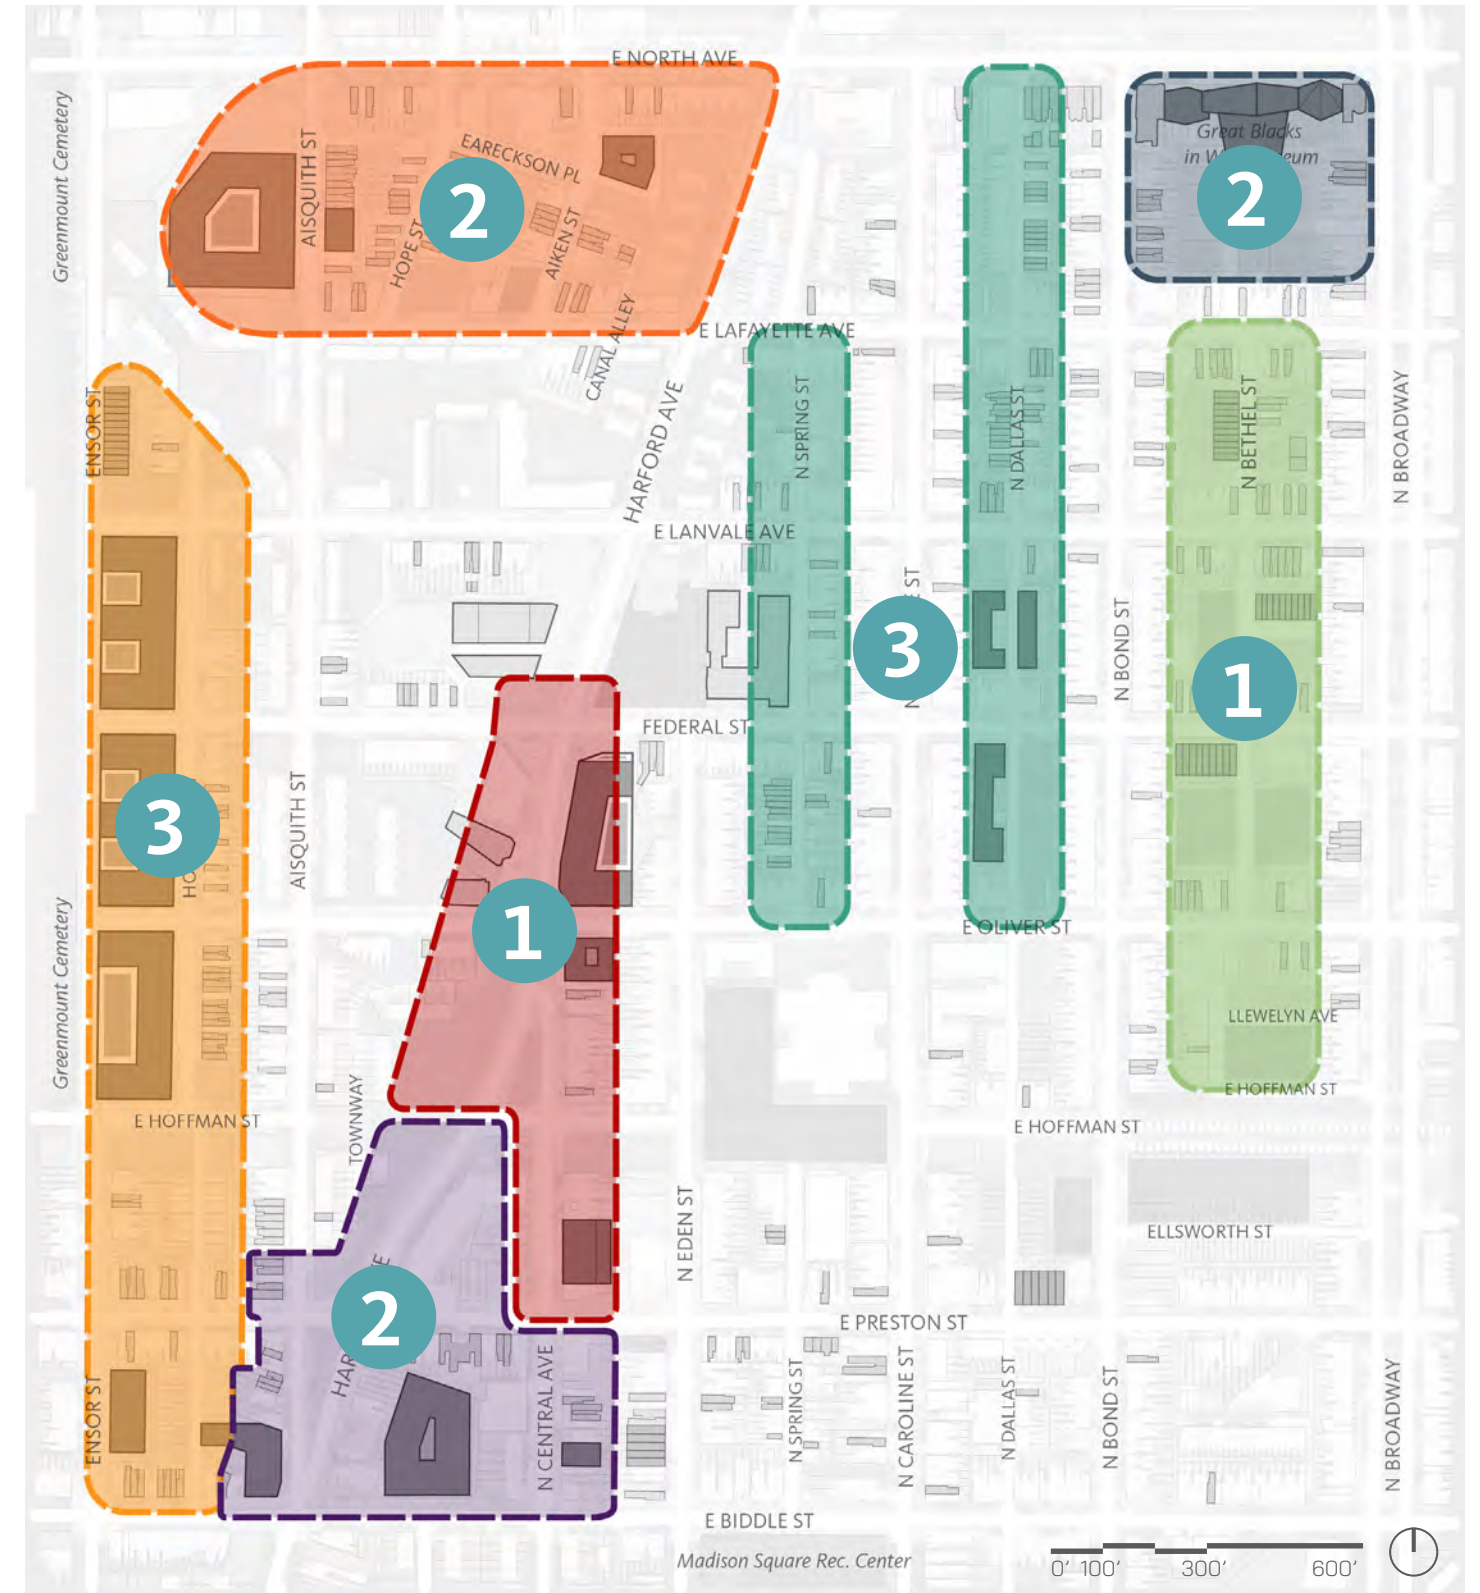 E NORTH AVE
Greenmount Cemetery
AISQUITH ST
EARECKSON PL
2
HOPE ST
AIKEN ST
Great Blacks
2
CANAL ALLEY
E LAFAYETTE AVE
ENSOR ST
HARFORD AVE
N SPRING ST
N DALLAS ST
N BETHEL ST
N BROADWAY
E LANVALE AVE
3
N BOND ST
1
FEDERAL ST
3
AISQUITH ST
1
E OLIVER ST
Greenmount Cemetery
LLEWELYN AVE
E HOFFMAN ST
E HOFFMAN ST
TOWNWAY
E HOFFMAN ST
N EDEN ST
ELLSWORTH ST
2
E PRESTON ST
ENSOR ST
N CENTRAL AVE
N SPRING ST
N CAROLINE ST
N DALLAS ST
N BOND ST
N BROADWAY
E BIDDLE ST
Madison Square Rec. Center
0' 100' 300' 600'